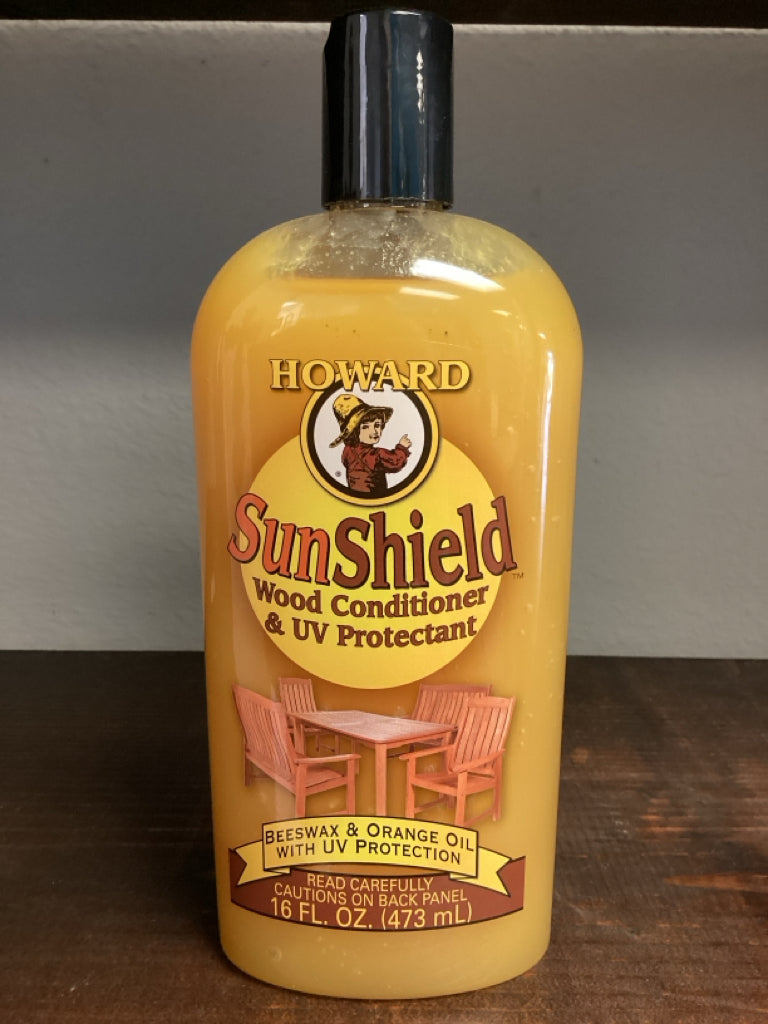 HOWARD
®
SunShield™
Wood Conditioner
& UV Protectant
BEESWAX & ORANGE OIL
WITH UV PROTECTION
READ CAREFULLY
CAUTIONS ON BACK PANEL
16 FL. OZ. (473 mL)